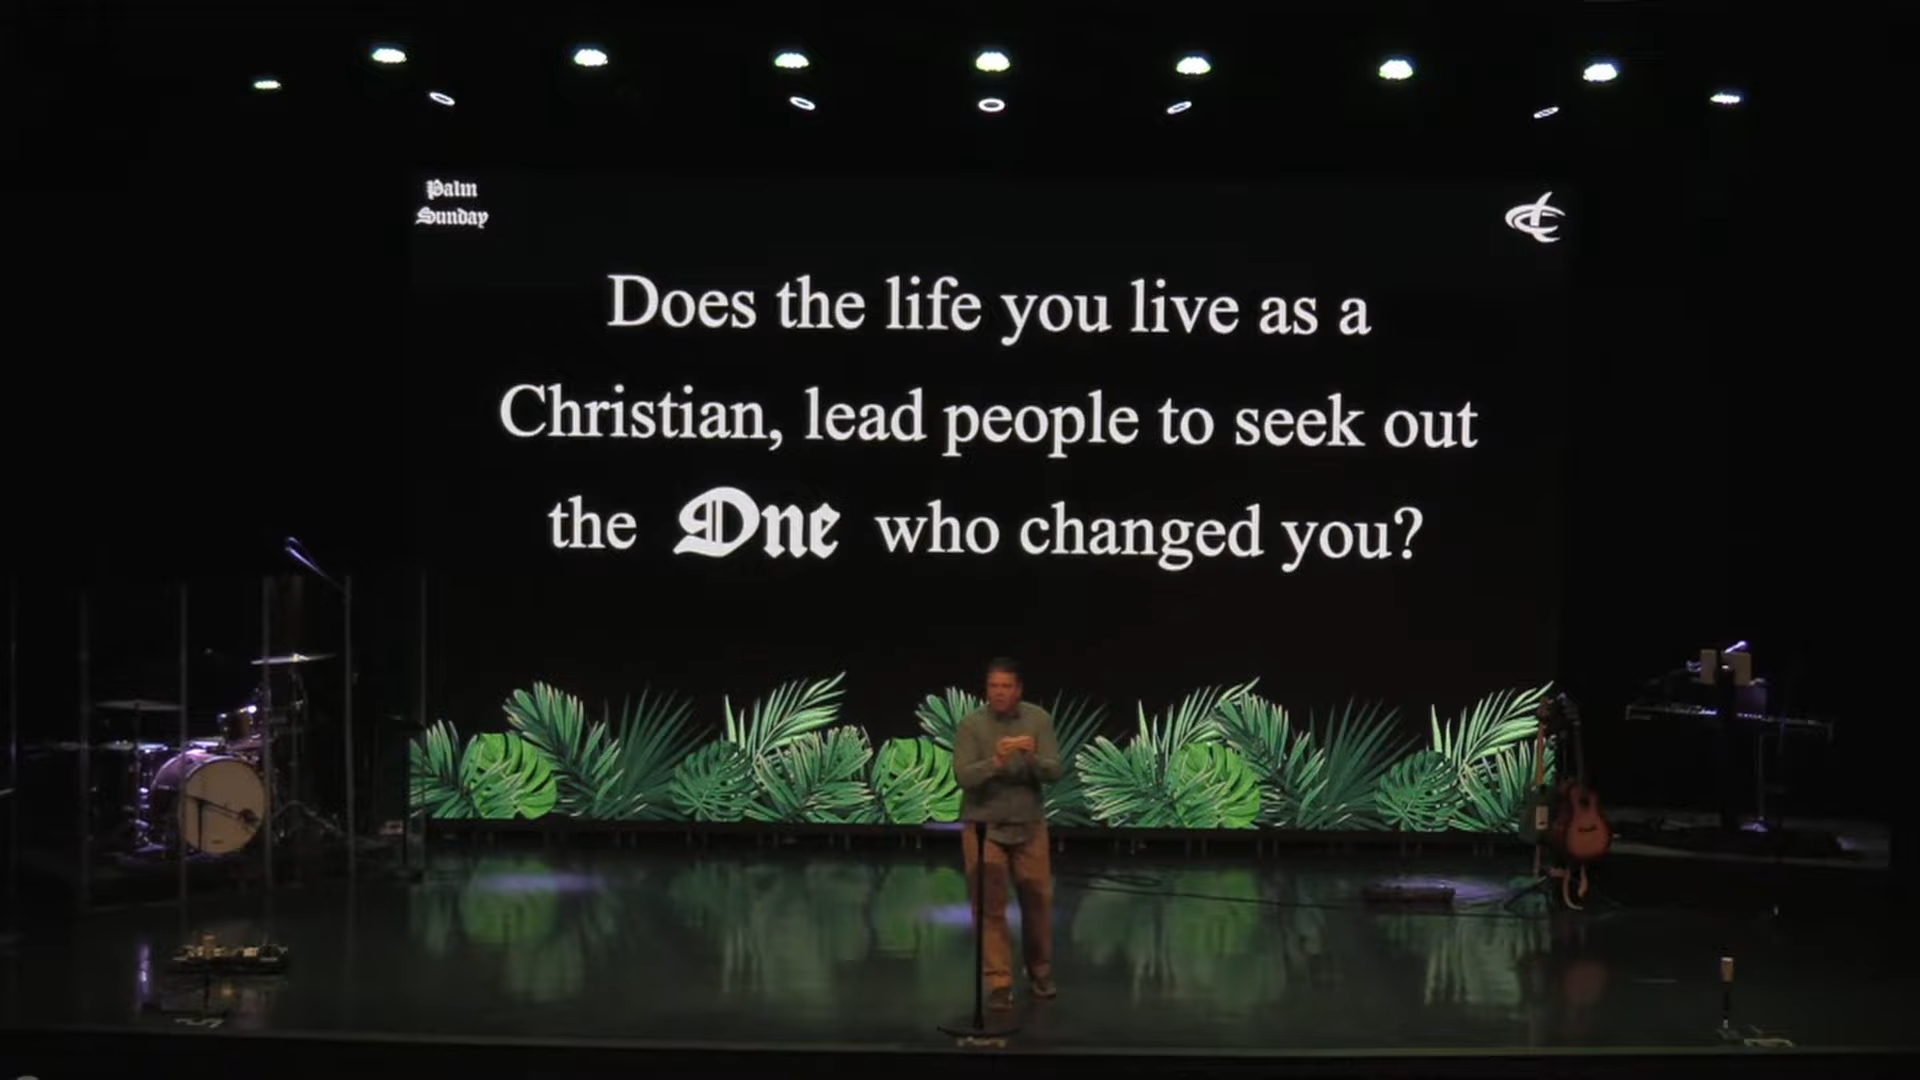 Palm
Sunday
Does the life you live as a
Christian, lead people to seek out
the One who changed you?